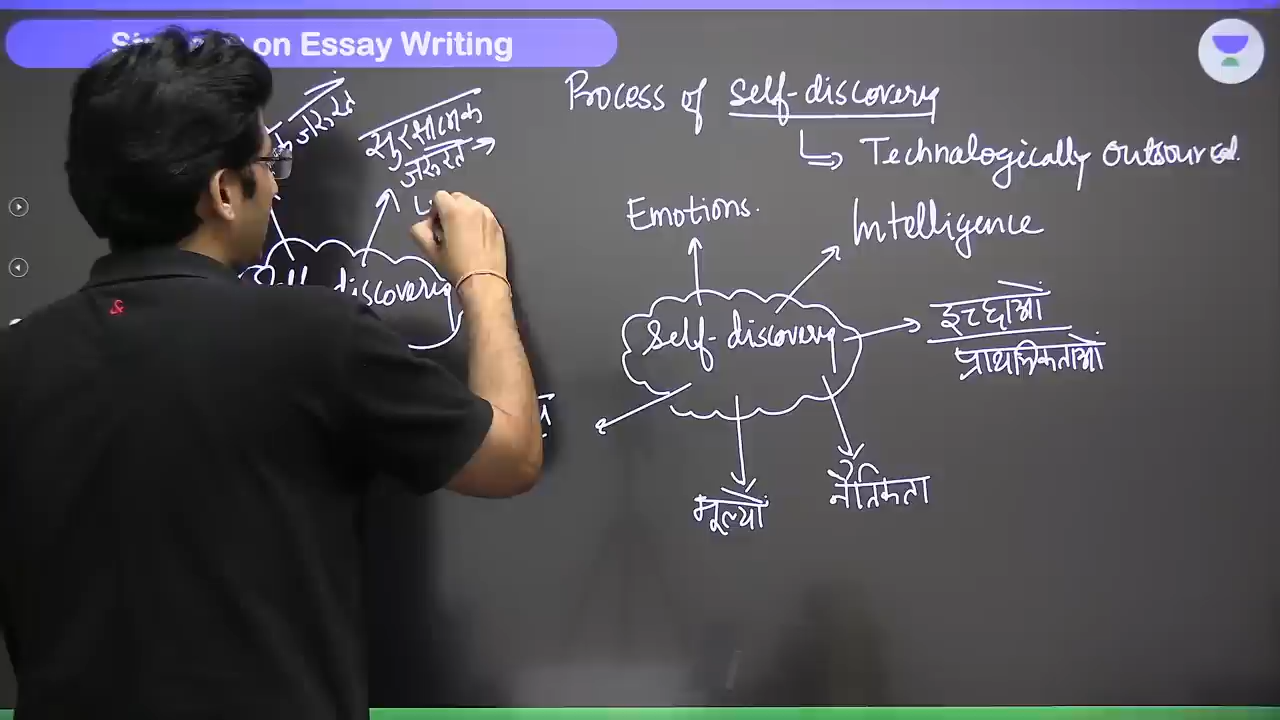 on Essay Writing
Process of self-discovery
Technologically outsourced.
जरूरत
सुरक्षात्मक
जरूरत
Self-discovery
Emotions.
Intelligence
Self-discovery
इच्छाओं
प्राथमिकताओं
नैतिकता
मूल्यों